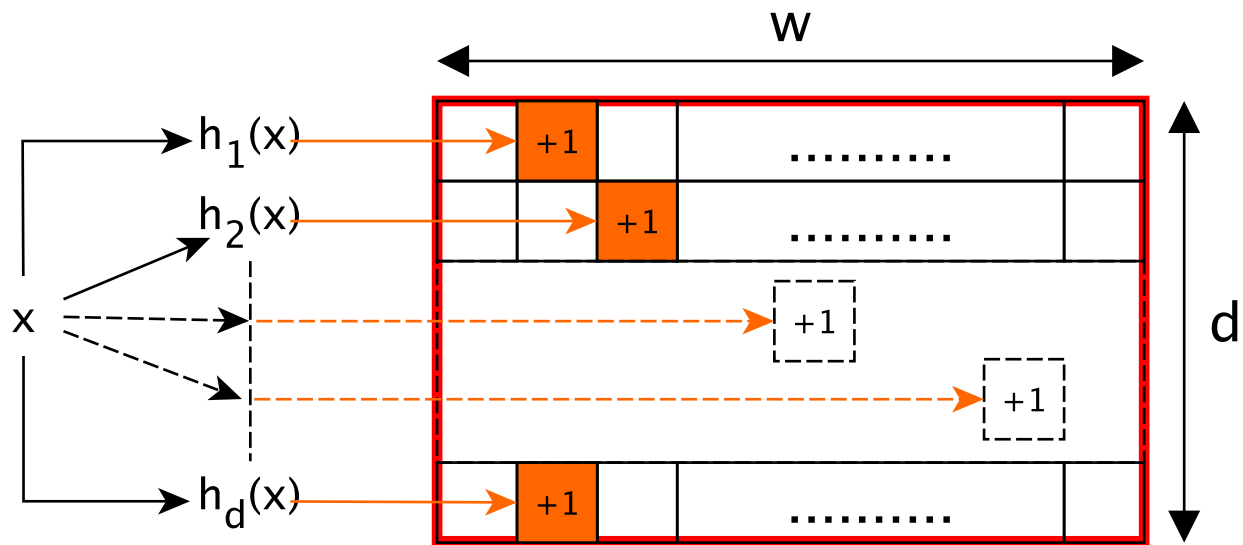 w
h1(x) +1 ...........
h2(x) +1 ...........
x +1 d
+1
hd(x) +1 ...........